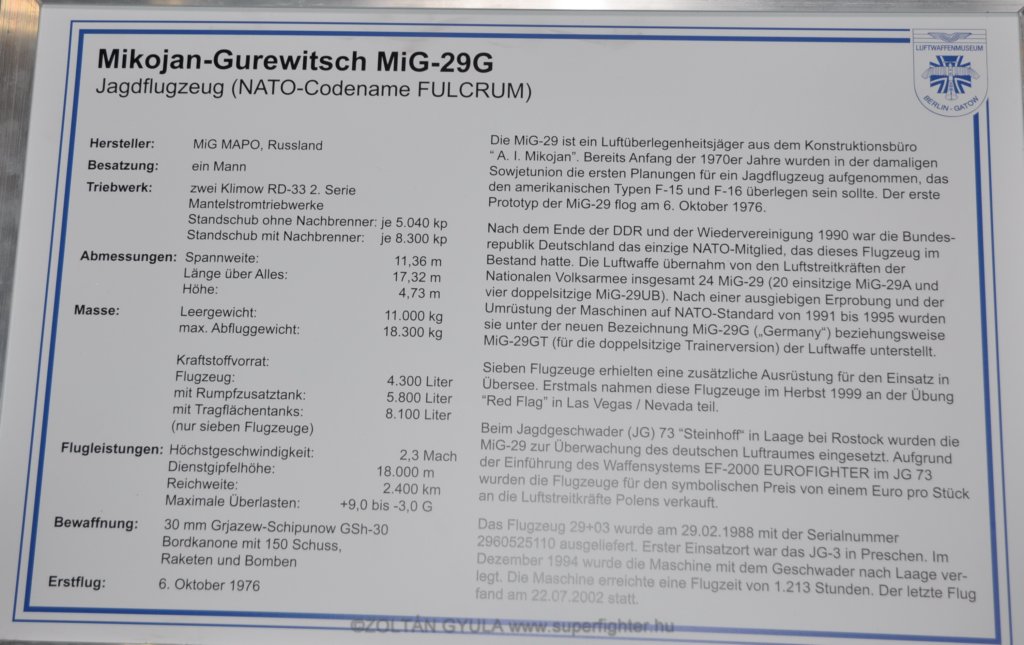 Mikojan-Gurewitsch MiG-29G
Jagdflugzeug (NATO-Codename FULCRUM)
LUFTWAFFENMUSEUM
BERLIN - GATOW
Hersteller: MiG MAPO, Russland
Besatzung: ein Mann
Triebwerk: zwei Klimow RD-33 2. Serie
Mantelstromtriebwerke
Standschub ohne Nachbrenner: je 5.040 kp
Standschub mit Nachbrenner: je 8.300 kp
Abmessungen: Spannweite: 11,36 m
Länge über Alles: 17,32 m
Höhe: 4,73 m
Masse: Leergewicht: 11.000 kg
max. Abfluggewicht: 18.300 kg
Kraftstoffvorrat:
Flugzeug: 4.300 Liter
mit Rumpfzusatztank: 5.800 Liter
mit Tragflächentanks: 8.100 Liter
(nur sieben Flugzeuge)
Flugleistungen: Höchstgeschwindigkeit: 2,3 Mach
Dienstgipfelhöhe: 18.000 m
Reichweite: 2.400 km
Maximale Überlasten: +9,0 bis -3,0 G
Bewaffnung: 30 mm Grjazew-Schipunow GSh-30
Bordkanone mit 150 Schuss,
Raketen und Bomben
Erstflug: 6. Oktober 1976
Die MiG-29 ist ein Luftüberlegenheitsjäger aus dem Konstruktionsbüro
“ A. I. Mikojan”. Bereits Anfang der 1970er Jahre wurden in der damaligen
Sowjetunion die ersten Planungen für ein Jagdflugzeug aufgenommen, das
den amerikanischen Typen F-15 und F-16 überlegen sein sollte. Der erste
Prototyp der MiG-29 flog am 6. Oktober 1976.
Nach dem Ende der DDR und der Wiedervereinigung 1990 war die Bundes-
republik Deutschland das einzige NATO-Mitglied, das dieses Flugzeug im
Bestand hatte. Die Luftwaffe übernahm von den Luftstreitkräften der
Nationalen Volksarmee insgesamt 24 MiG-29 (20 einsitzige MiG-29A und
vier doppelsitzige MiG-29UB). Nach einer ausgiebigen Erprobung und der
Umrüstung der Maschinen auf NATO-Standard von 1991 bis 1995 wurden
sie unter der neuen Bezeichnung MiG-29G („Germany“) beziehungsweise
MiG-29GT (für die doppelsitzige Trainerversion) der Luftwaffe unterstellt.
Sieben Flugzeuge erhielten eine zusätzliche Ausrüstung für den Einsatz in
Übersee. Erstmals nahmen diese Flugzeuge im Herbst 1999 an der Übung
“Red Flag” in Las Vegas / Nevada teil.
Beim Jagdgeschwader (JG) 73 “Steinhoff” in Laage bei Rostock wurden die
MiG-29 zur Überwachung des deutschen Luftraumes eingesetzt. Aufgrund
der Einführung des Waffensystems EF-2000 EUROFIGHTER im JG 73
wurden die Flugzeuge für den symbolischen Preis von einem Euro pro Stück
an die Luftstreitkräfte Polens verkauft.
Das Flugzeug 29+03 wurde am 29.02.1988 mit der Serialnummer
2960525110 ausgeliefert. Erster Einsatzort war das JG-3 in Preschen. Im
Dezember 1994 wurde die Maschine mit dem Geschwader nach Laage ver-
legt. Die Maschine erreichte eine Flugzeit von 1.213 Stunden. Der letzte Flug
fand am 22.07.2002 statt.
©ZOLTÁN GYULA www.superfighter.hu